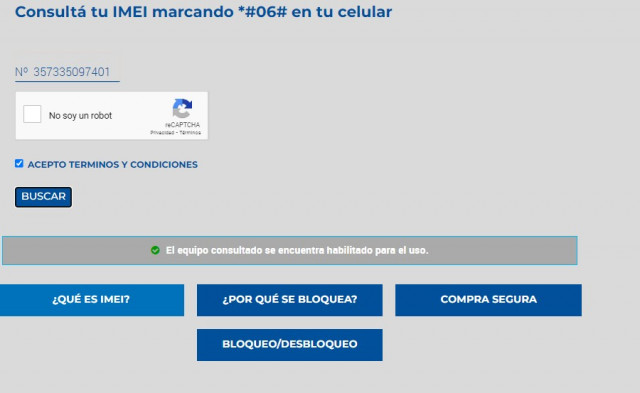 Consultá tu IMEI marcando *#06# en tu celular
Nº 357335097401
No soy un robot
reCAPTCHA
Privacidad - Términos
ACEPTO TERMINOS Y CONDICIONES
BUSCAR
El equipo consultado se encuentra habilitado para el uso.
¿QUÉ ES IMEI?
¿POR QUÉ SE BLOQUEA?
COMPRA SEGURA
BLOQUEO/DESBLOQUEO